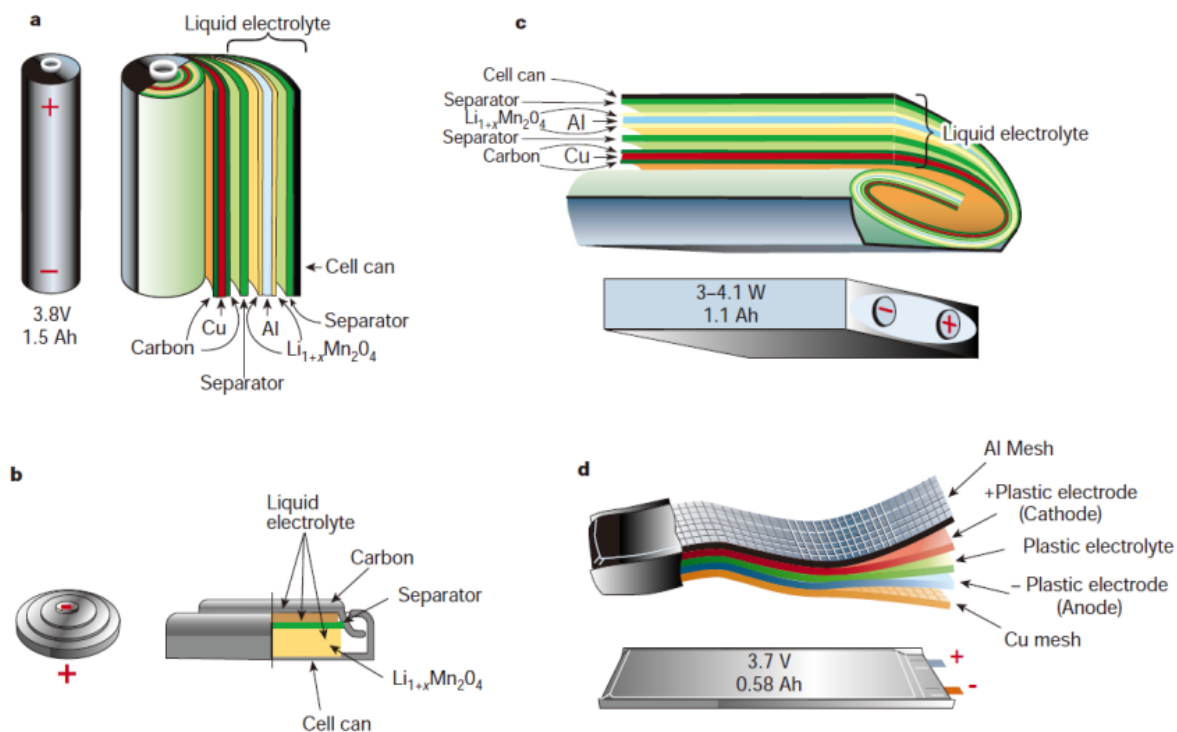 a
Liquid electrolyte
+
−
3.8V
1.5 Ah
Cell can
Cu
Al
Separator
Carbon
Li1+xMn2O4
Separator
c
Cell can
Separator
Li1+xMn2O4
Al
Separator
Carbon
Cu
Liquid electrolyte
3–4.1 W
1.1 Ah
−
+
b
Liquid
electrolyte
Carbon
Separator
−
+
Li1+xMn2O4
Cell can
d
Al Mesh
+Plastic electrode
(Cathode)
Plastic electrolyte
− Plastic electrode
(Anode)
Cu mesh
3.7 V
0.58 Ah
+
-